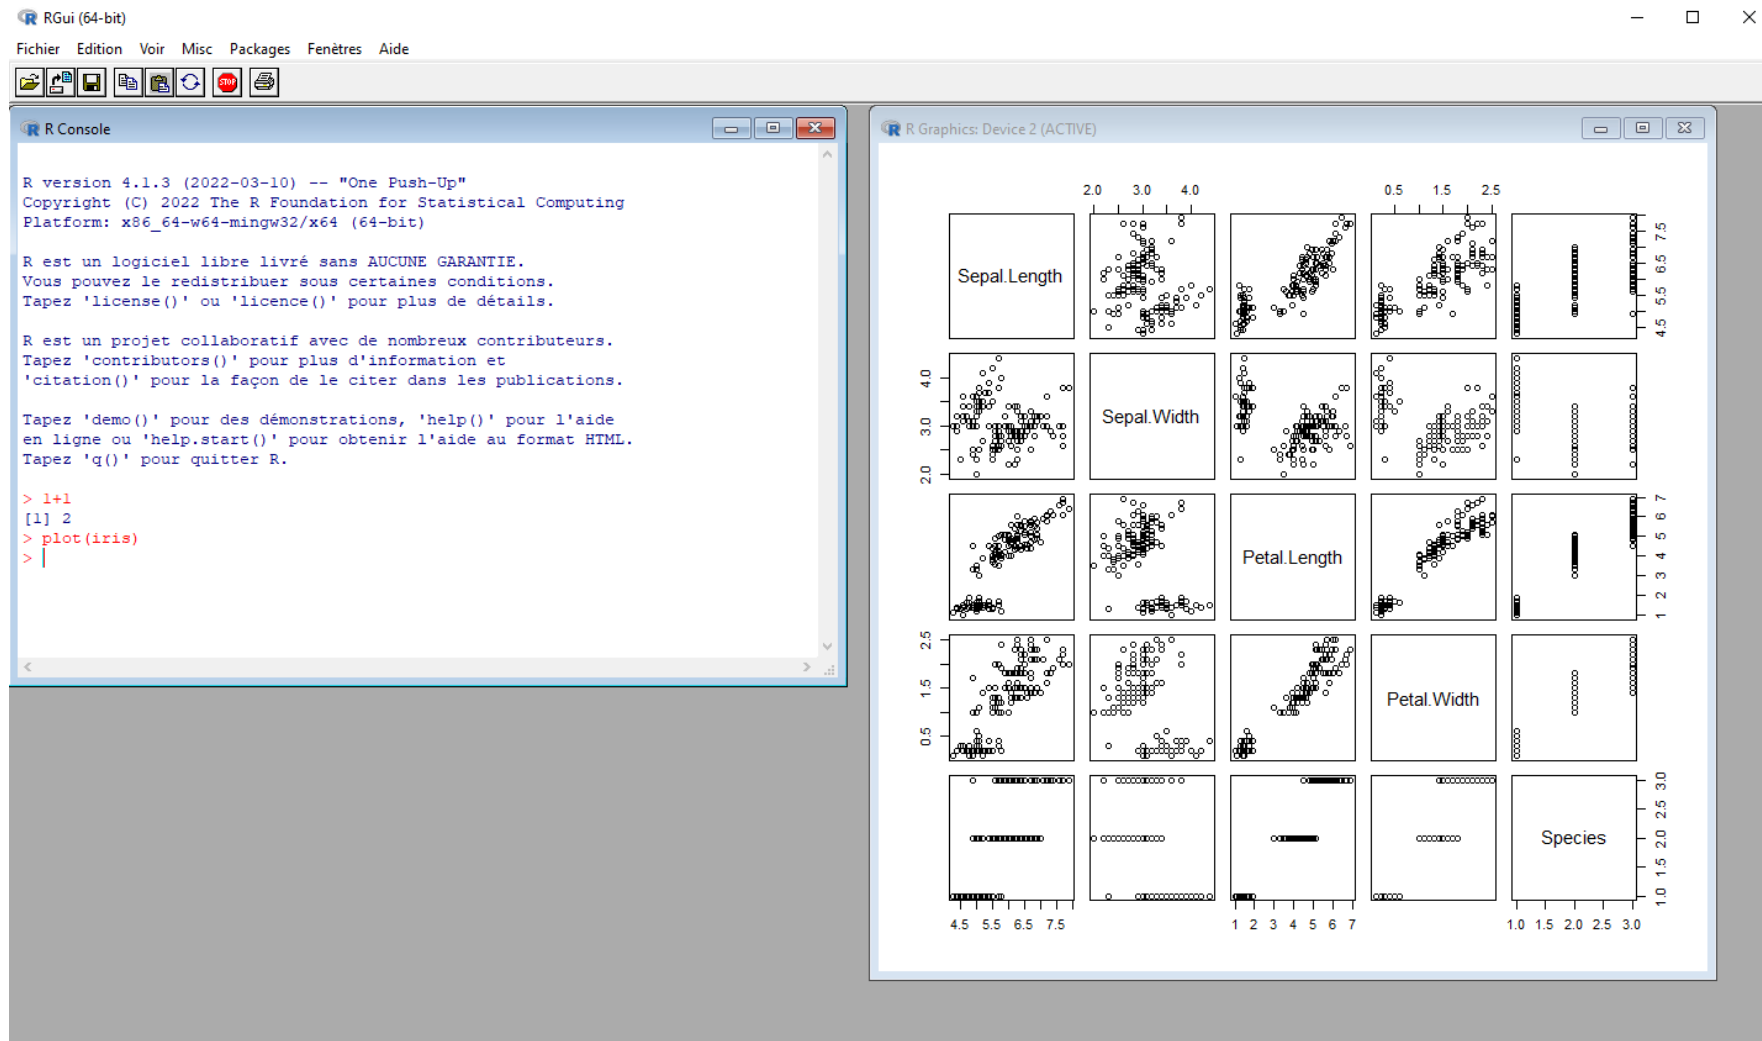 RGui (64-bit)
Fichier Edition Voir Misc Packages Fenêtres Aide
STOP
R Console
R version 4.1.3 (2022-03-10) -- "One Push-Up"
Copyright (C) 2022 The R Foundation for Statistical Computing
Platform: x86_64-w64-mingw32/x64 (64-bit)
R est un logiciel libre livré sans AUCUNE GARANTIE.
Vous pouvez le redistribuer sous certaines conditions.
Tapez 'license()' ou 'licence()' pour plus de détails.
R est un projet collaboratif avec de nombreux contributeurs.
Tapez 'contributors()' pour plus d'information et
'citation()' pour la façon de le citer dans les publications.
Tapez 'demo()' pour des démonstrations, 'help()' pour l'aide
en ligne ou 'help.start()' pour obtenir l'aide au format HTML.
Tapez 'q()' pour quitter R.
> 1+1
[1] 2
> plot(iris)
>
R Graphics: Device 2 (ACTIVE)
2.0 3.0 4.0
0.5 1.5 2.5
Sepal.Length
4.5 5.5 6.5 7.5
2.0 3.0 4.0
Sepal.Width
Petal.Length
1 2 3 4 5 6 7
0.5 1.5 2.5
Petal.Width
Species
1.0 1.5 2.0 2.5 3.0
4.5 5.5 6.5 7.5
1 2 3 4 5 6 7
1.0 1.5 2.0 2.5 3.0